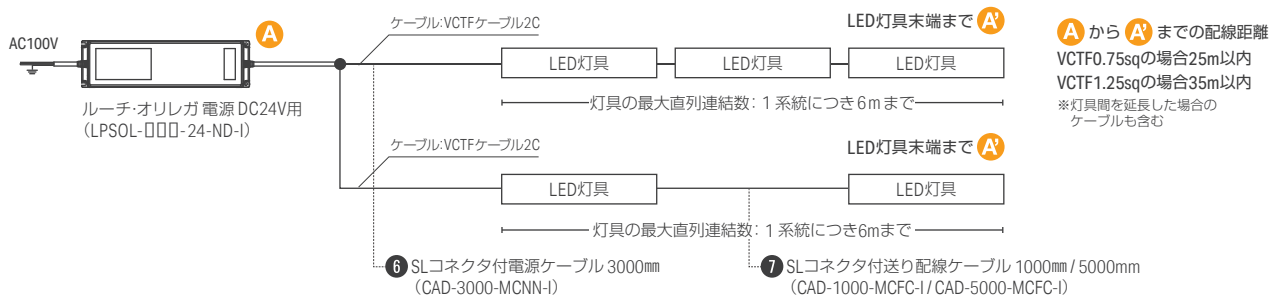 AC100V
A
ルーチ・オリレガ 電源 DC24V用
（LPSOL-▯▯▯-24-ND-I）
ケーブル:VCTFケーブル2C
LED灯具末端まで A'
LED灯具
LED灯具
LED灯具
灯具の最大直列連結数：1系統につき6mまで
ケーブル:VCTFケーブル2C
LED灯具末端まで A'
LED灯具
LED灯具
灯具の最大直列連結数：1系統につき6mまで
❻ SLコネクタ付電源ケーブル 3000㎜
（CAD-3000-MCNN-I）
❼ SLコネクタ付送り配線ケーブル 1000㎜ / 5000mm
（CAD-1000-MCFC-I / CAD-5000-MCFC-I）
A から A' までの配線距離
VCTF0.75sqの場合25m以内
VCTF1.25sqの場合35m以内
※灯具間を延長した場合の
ケーブルも含む